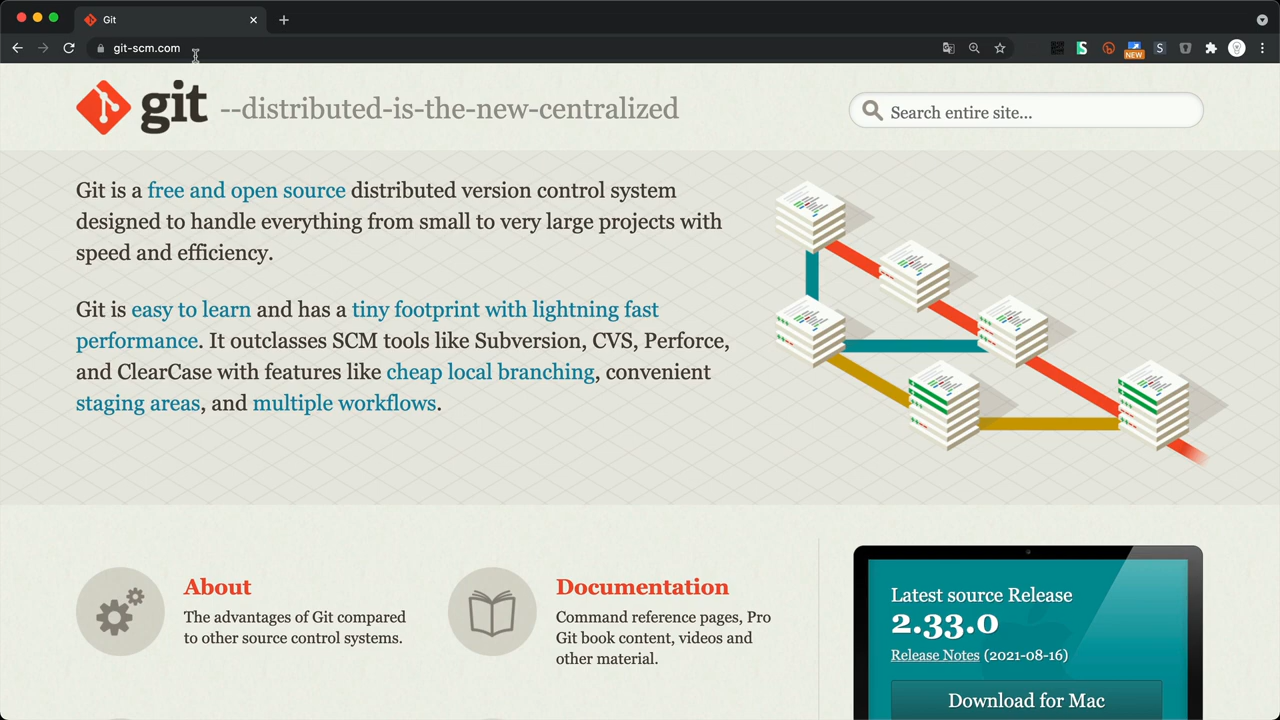 Git
git-scm.com
NEW
git --distributed-is-the-new-centralized
Search entire site...
Git is a free and open source distributed version control system
designed to handle everything from small to very large projects with
speed and efficiency.
Git is easy to learn and has a tiny footprint with lightning fast
performance. It outclasses SCM tools like Subversion, CVS, Perforce,
and ClearCase with features like cheap local branching, convenient
staging areas, and multiple workflows.
About
The advantages of Git compared
to other source control systems.
Documentation
Command reference pages, Pro
Git book content, videos and
other material.
Latest source Release
2.33.0
Release Notes (2021-08-16)
Download for Mac